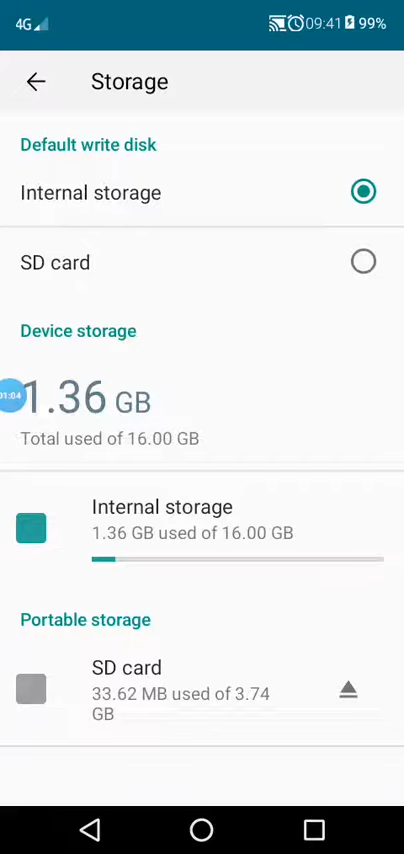 4G 09:41 99%
Storage
Default write disk
Internal storage
SD card
Device storage
01:04
1.36 GB
Total used of 16.00 GB
Internal storage
1.36 GB used of 16.00 GB
Portable storage
SD card
33.62 MB used of 3.74
GB